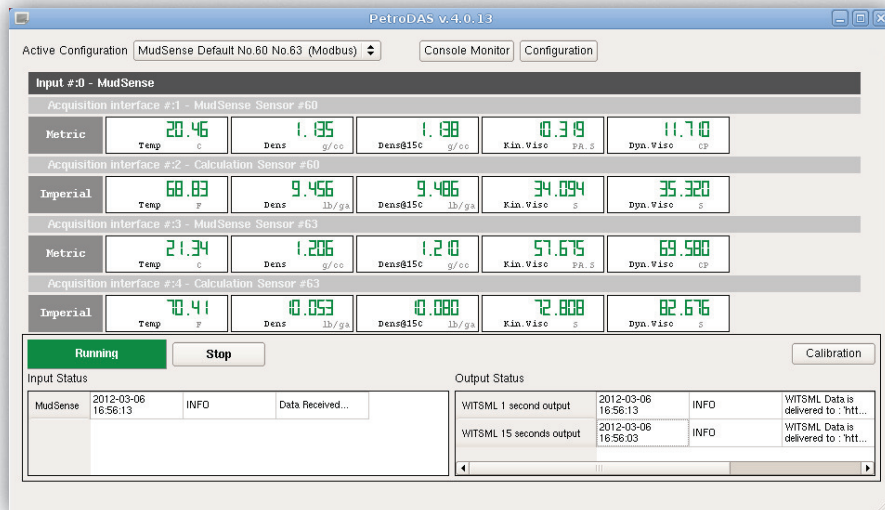 PetroDAS v.4.0.13
Active Configuration MudSense Default No.60 No.63 (Modbus) Console Monitor Configuration
Input #:0 - MudSense
Acquisition interface #:1 - MudSense Sensor #60
Metric 20.46 1.135 1.138 10.319 11.710
Temp C Dens g/cc Dens@15C g/cc Kin.Visc PA.S Dyn.Visc CP
Acquisition interface #:2 - Calculation Sensor #60
Imperial 68.83 9.456 9.486 34.094 35.320
Temp F Dens lb/ga Dens@15C lb/ga Kin.Visc S Dyn.Visc S
Acquisition interface #:3 - MudSense Sensor #63
Metric 21.34 1.206 1.210 57.675 69.580
Temp C Dens g/cc Dens@15C g/cc Kin.Visc PA.S Dyn.Visc CP
Acquisition interface #:4 - Calculation Sensor #63
Imperial 70.41 10.053 10.080 72.808 82.676
Temp F Dens lb/ga Dens@15C lb/ga Kin.Visc S Dyn.Visc S
Running Stop Calibration
Input Status
MudSense 2012-03-06 16:56:13 INFO Data Received...
Output Status
WITSML 1 second output 2012-03-06 16:56:13 INFO WITSML Data is delivered to : 'htt...
WITSML 15 seconds output 2012-03-06 16:56:03 INFO WITSML Data is delivered to : 'htt...